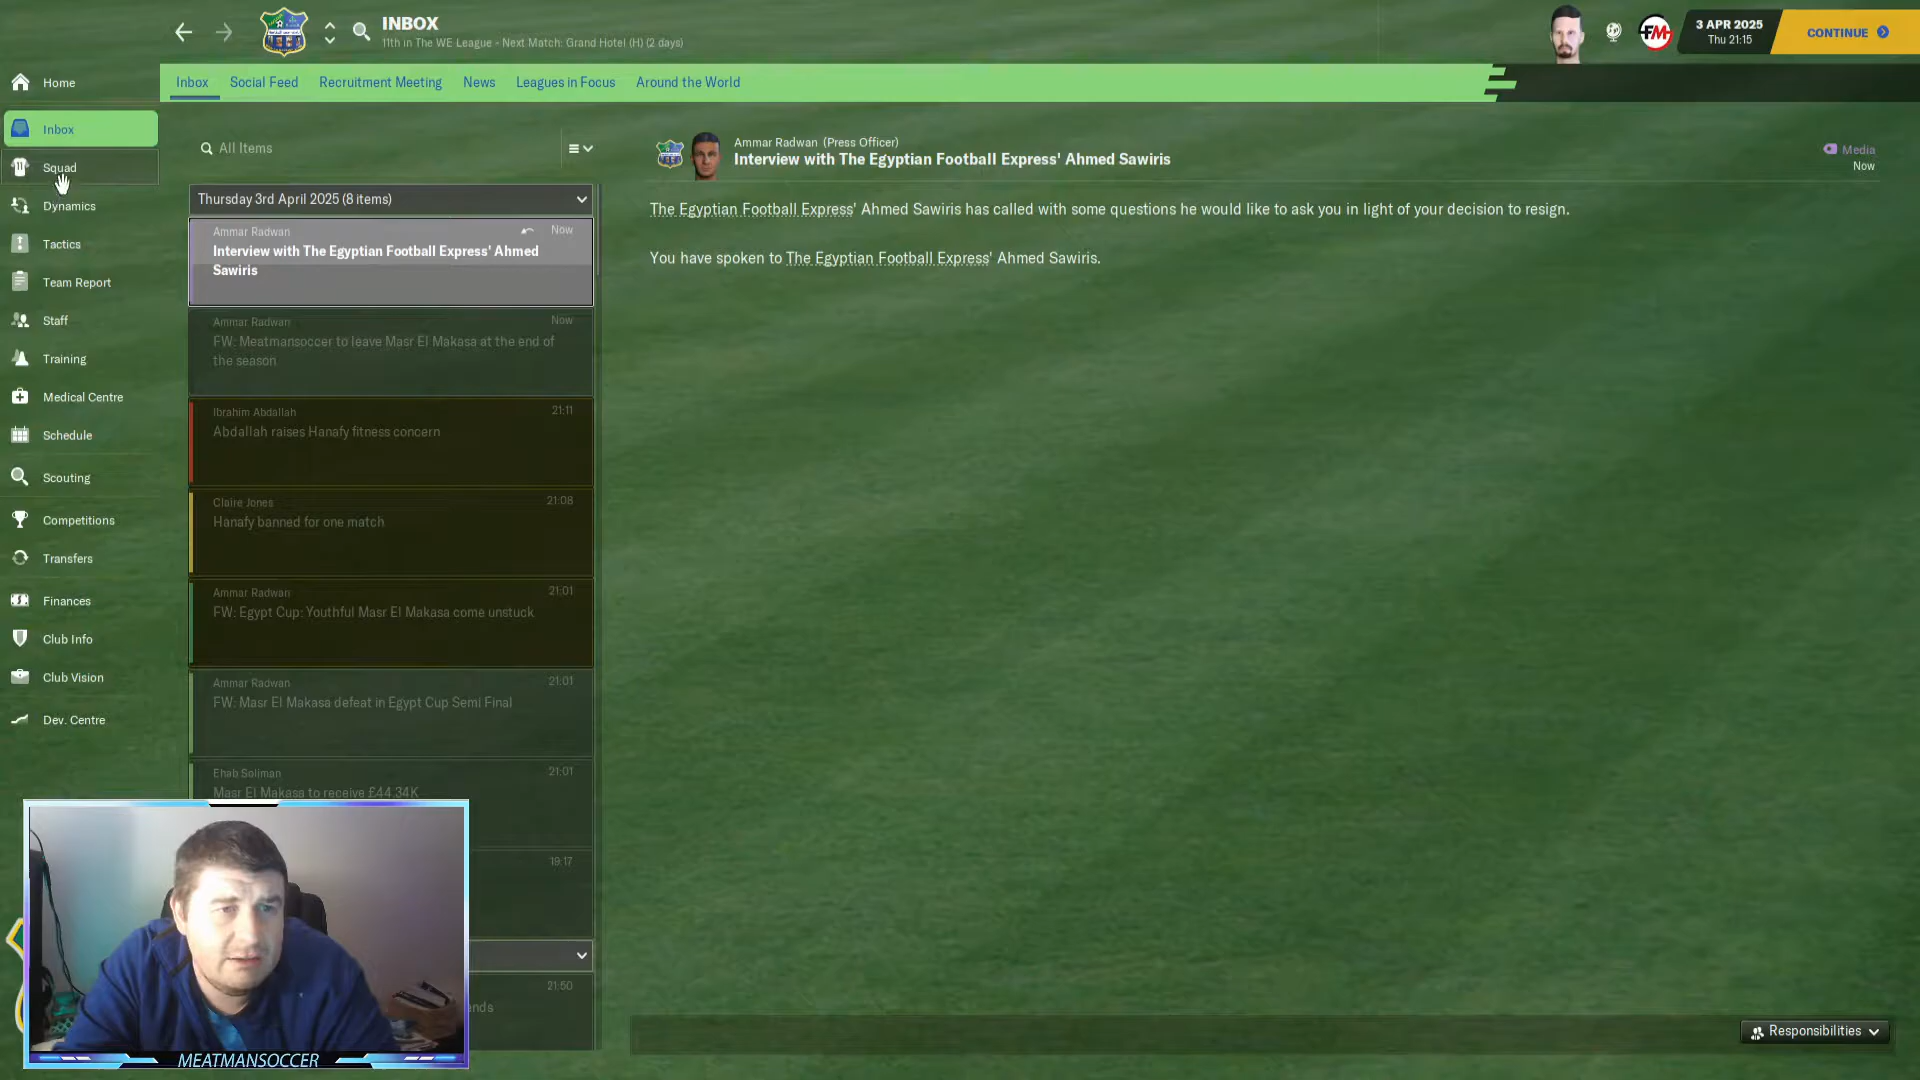 INBOX
11th in The WE League - Next Match: Grand Hotel (H) (2 days)
FM
3 APR 2025
Thu 21:15
CONTINUE
Home
Inbox
Social Feed
Recruitment Meeting
News
Leagues in Focus
Around the World
Inbox
Squad
Dynamics
Tactics
Team Report
Staff
Training
Medical Centre
Schedule
Scouting
Competitions
Transfers
Finances
Club Info
Club Vision
Dev. Centre
All Items
Thursday 3rd April 2025 (8 items)
Ammar Radwan
Now
Interview with The Egyptian Football Express' Ahmed
Sawiris
Ammar Radwan
Now
FW: Meatmansoccer to leave Masr El Makasa at the end of
the season
Ibrahim Abdallah
21:11
Abdallah raises Hanafy fitness concern
Claire Jones
21:08
Hanafy banned for one match
Ammar Radwan
21:01
FW: Egypt Cup: Youthful Masr El Makasa come unstuck
Ammar Radwan
21:01
FW: Masr El Makasa defeat in Egypt Cup Semi Final
Ehab Soliman
21:01
Masr El Makasa to receive £44.34K
19:17
21:50
Ammar Radwan (Press Officer)
Interview with The Egyptian Football Express' Ahmed Sawiris
Media
Now
The Egyptian Football Express' Ahmed Sawiris has called with some questions he would like to ask you in light of your decision to resign.
You have spoken to The Egyptian Football Express' Ahmed Sawiris.
Responsibilities
MEATMANSOCCER